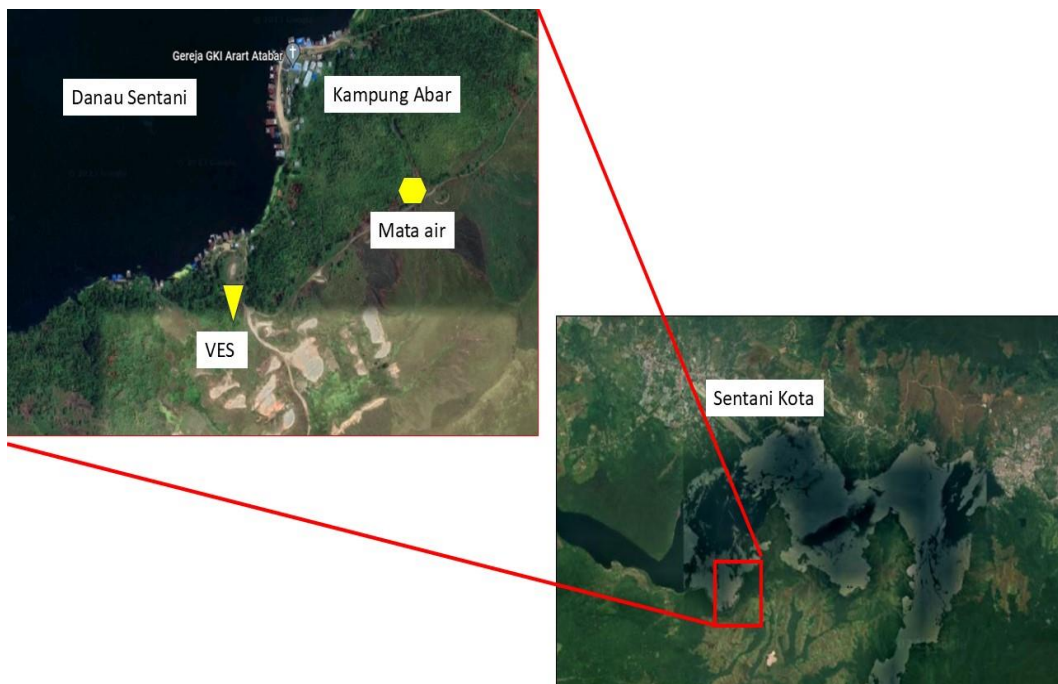 Gereja GKI Arart Atabar
Danau Sentani
Kampung Abar
Mata air
VES
Sentani Kota